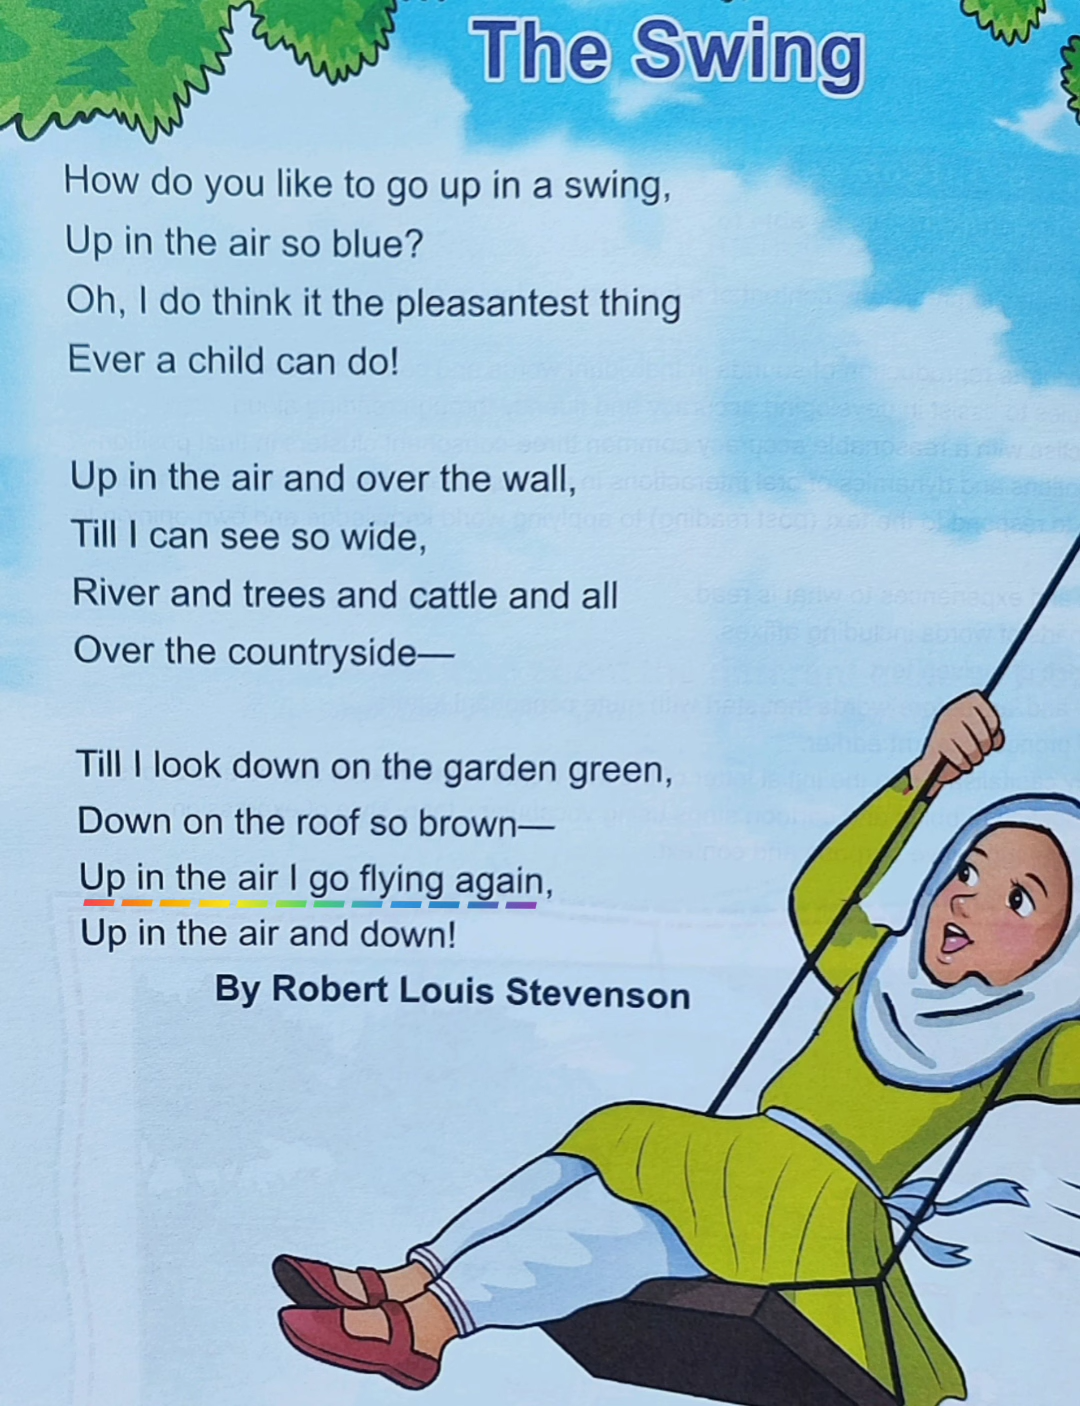 The Swing
How do you like to go up in a swing,
Up in the air so blue?
Oh, I do think it the pleasantest thing
Ever a child can do!
Up in the air and over the wall,
Till I can see so wide,
River and trees and cattle and all
Over the countryside—
Till I look down on the garden green,
Down on the roof so brown—
Up in the air I go flying again,
Up in the air and down!
By Robert Louis Stevenson